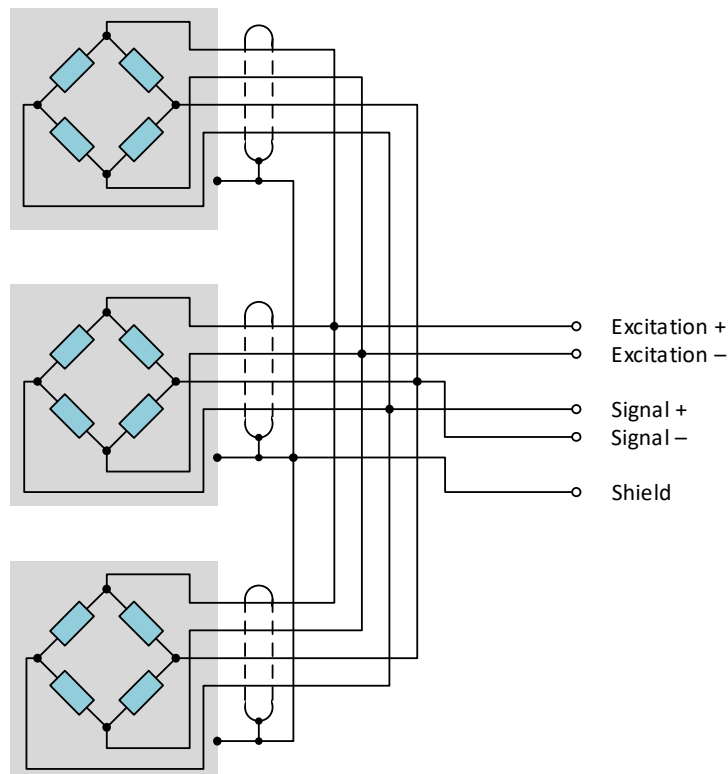 Excitation +
Excitation –
Signal +
Signal –
Shield